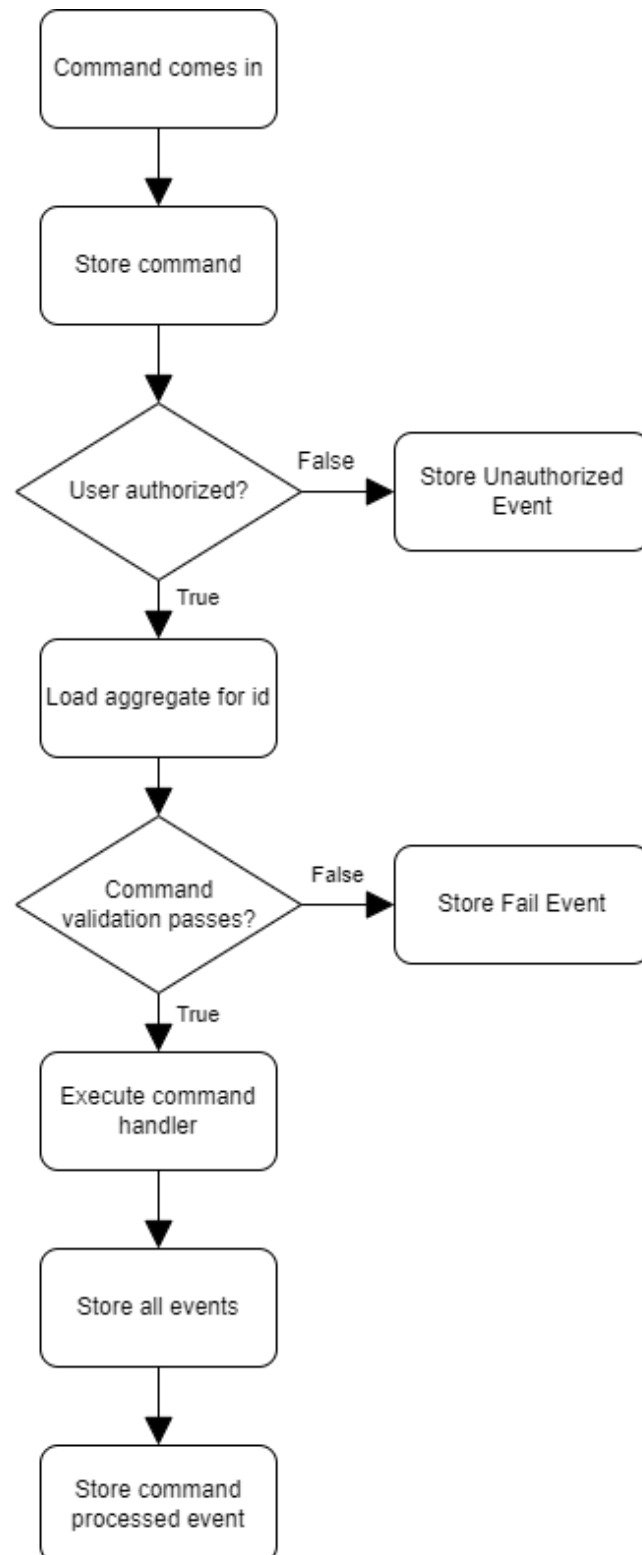 Command comes in
Store command
User authorized?
False
Store Unauthorized
Event
True
Load aggregate for id
Command
validation passes?
False
Store Fail Event
True
Execute command
handler
Store all events
Store command
processed event